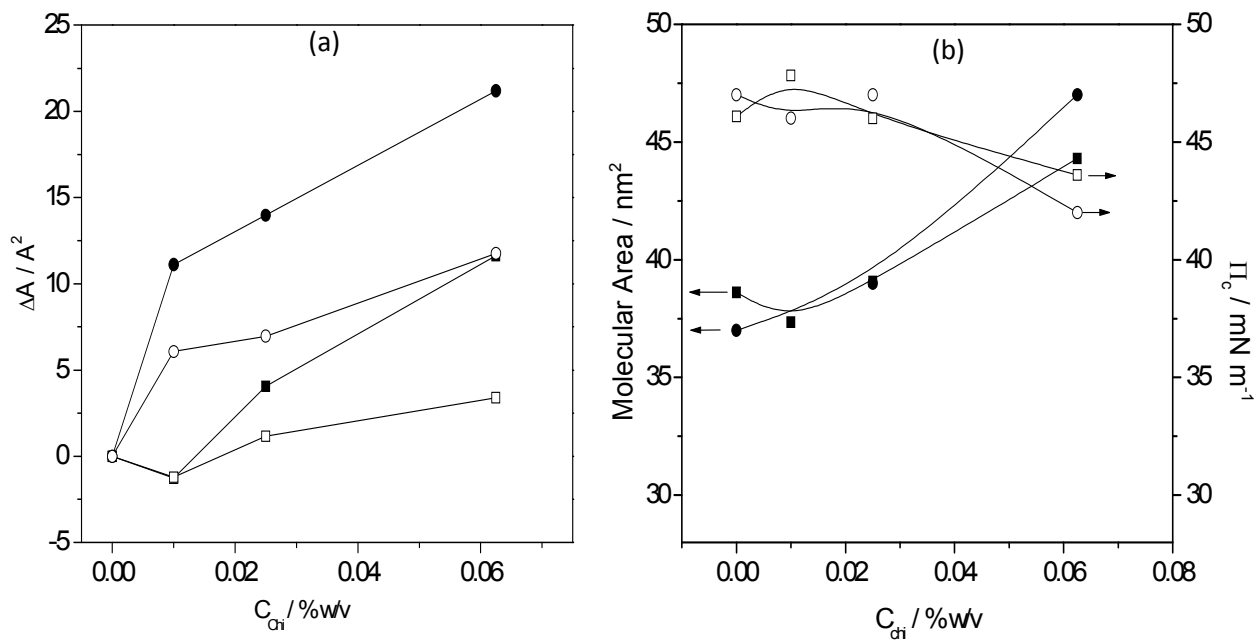 (a)
25
20
15
10
5
0
-5
ΔA / A²
0.00 0.02 0.04 0.06
C_Chi / %w/v
(b)
50
45
40
35
30
Molecular Area / nm²
50
45
40
35
30
Π_c / mN m⁻¹
0.00 0.02 0.04 0.06 0.08
C_chi / %w/v